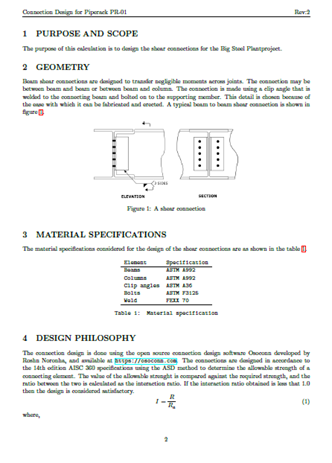 Connection Design for Piperack PR-01 Rev:2
1 PURPOSE AND SCOPE
The purpose of this calculation is to design the shear connections for the Big Steel Plantproject.
2 GEOMETRY
Beam shear connections are designed to transfer negligible moments across joints. The connection may be
between beam and beam or between beam and column. The connection is made using a clip angle that is
welded to the connecting beam and bolted on to the supporting member. This detail is chosen because of
the ease with which it can be fabricated and erected. A typical beam to beam shear connection is shown in
figure 1.
ELEVATION
SECTION
Figure 1: A shear connection
3 MATERIAL SPECIFICATIONS
The material specifications considered for the design of the shear connections are as shown in the table 1.
Element Specification
Beams ASTM A992
Columns ASTM A992
Clip angles ASTM A36
Bolts ASTM F3125
Weld FEXX 70
Table 1: Material specification
4 DESIGN PHILOSOPHY
The connection design is done using the open source connection design software Osoconn developed by
Roshn Noronha, and available at https://osoconn.com. The connections are designed in accordance to
the 14th edition AISC 360 specifications using the ASD method to determine the allowable strength of a
connecting element. The value of the allowable strenght is compared against the required strength, and the
ratio between the two is calculated as the interaction ratio. If the interaction ratio obtained is less that 1.0
then the design is considered satisfactory.
I = R / Ra (1)
where,
2